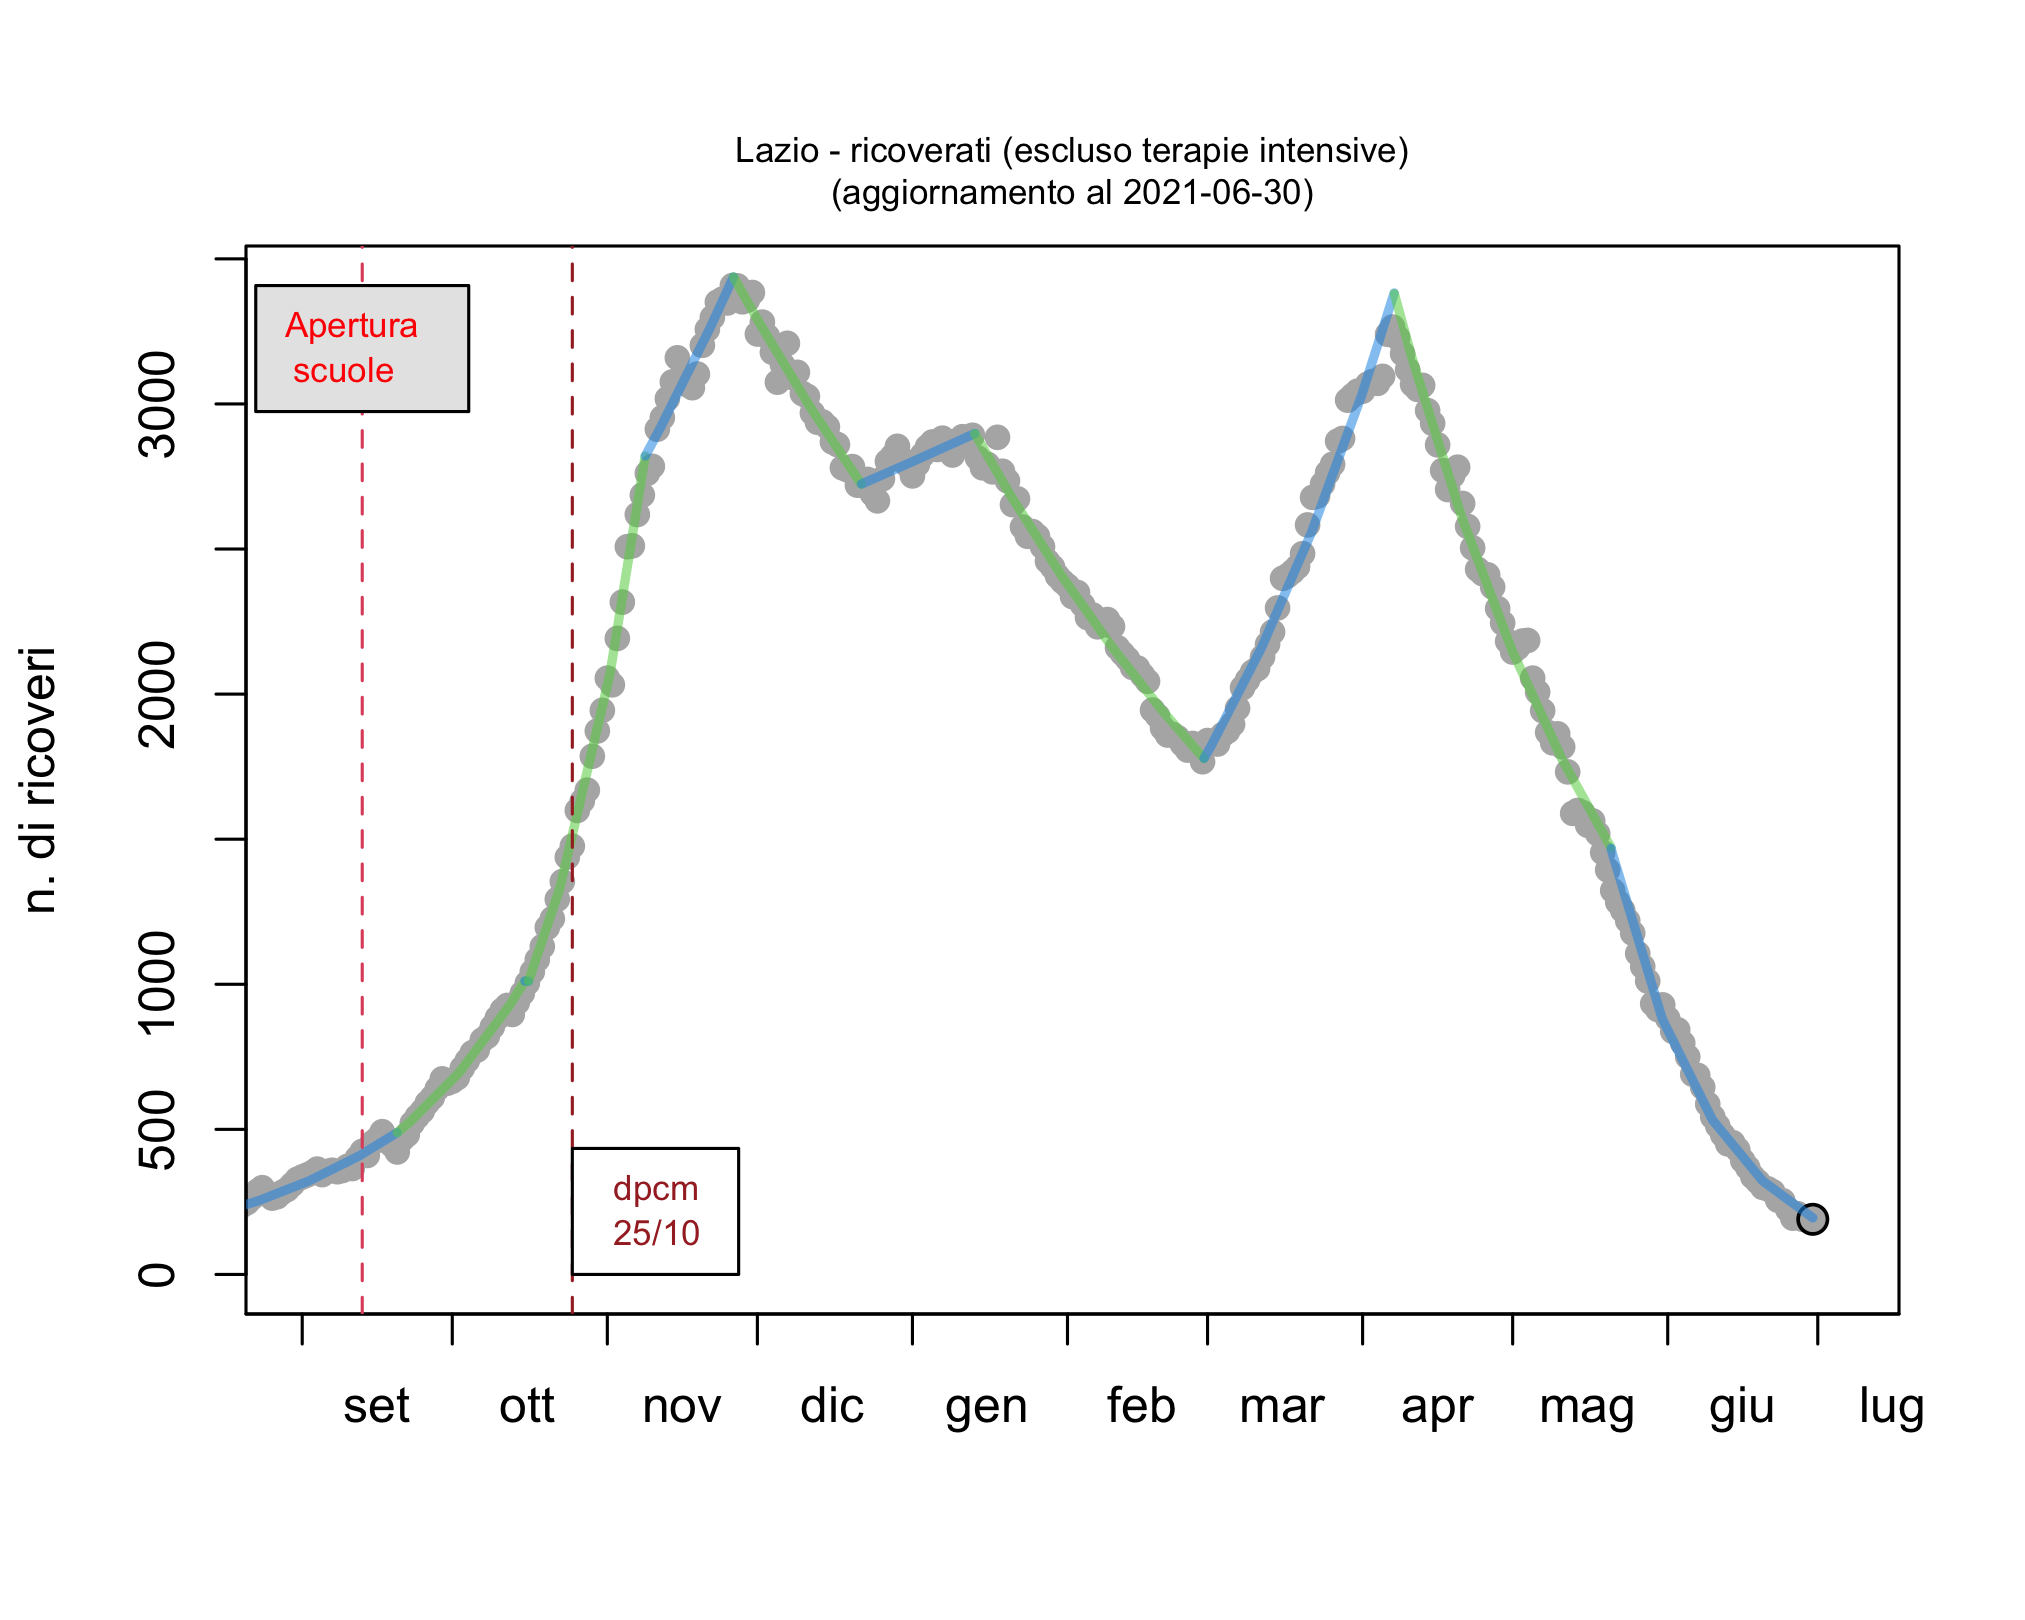 Lazio - ricoverati (escluso terapie intensive)
(aggiornamento al 2021-06-30)
Apertura
scuole
dpcm
25/10
n. di ricoveri
3000
2000
1000
500
0
set ott nov dic gen feb mar apr mag giu lug